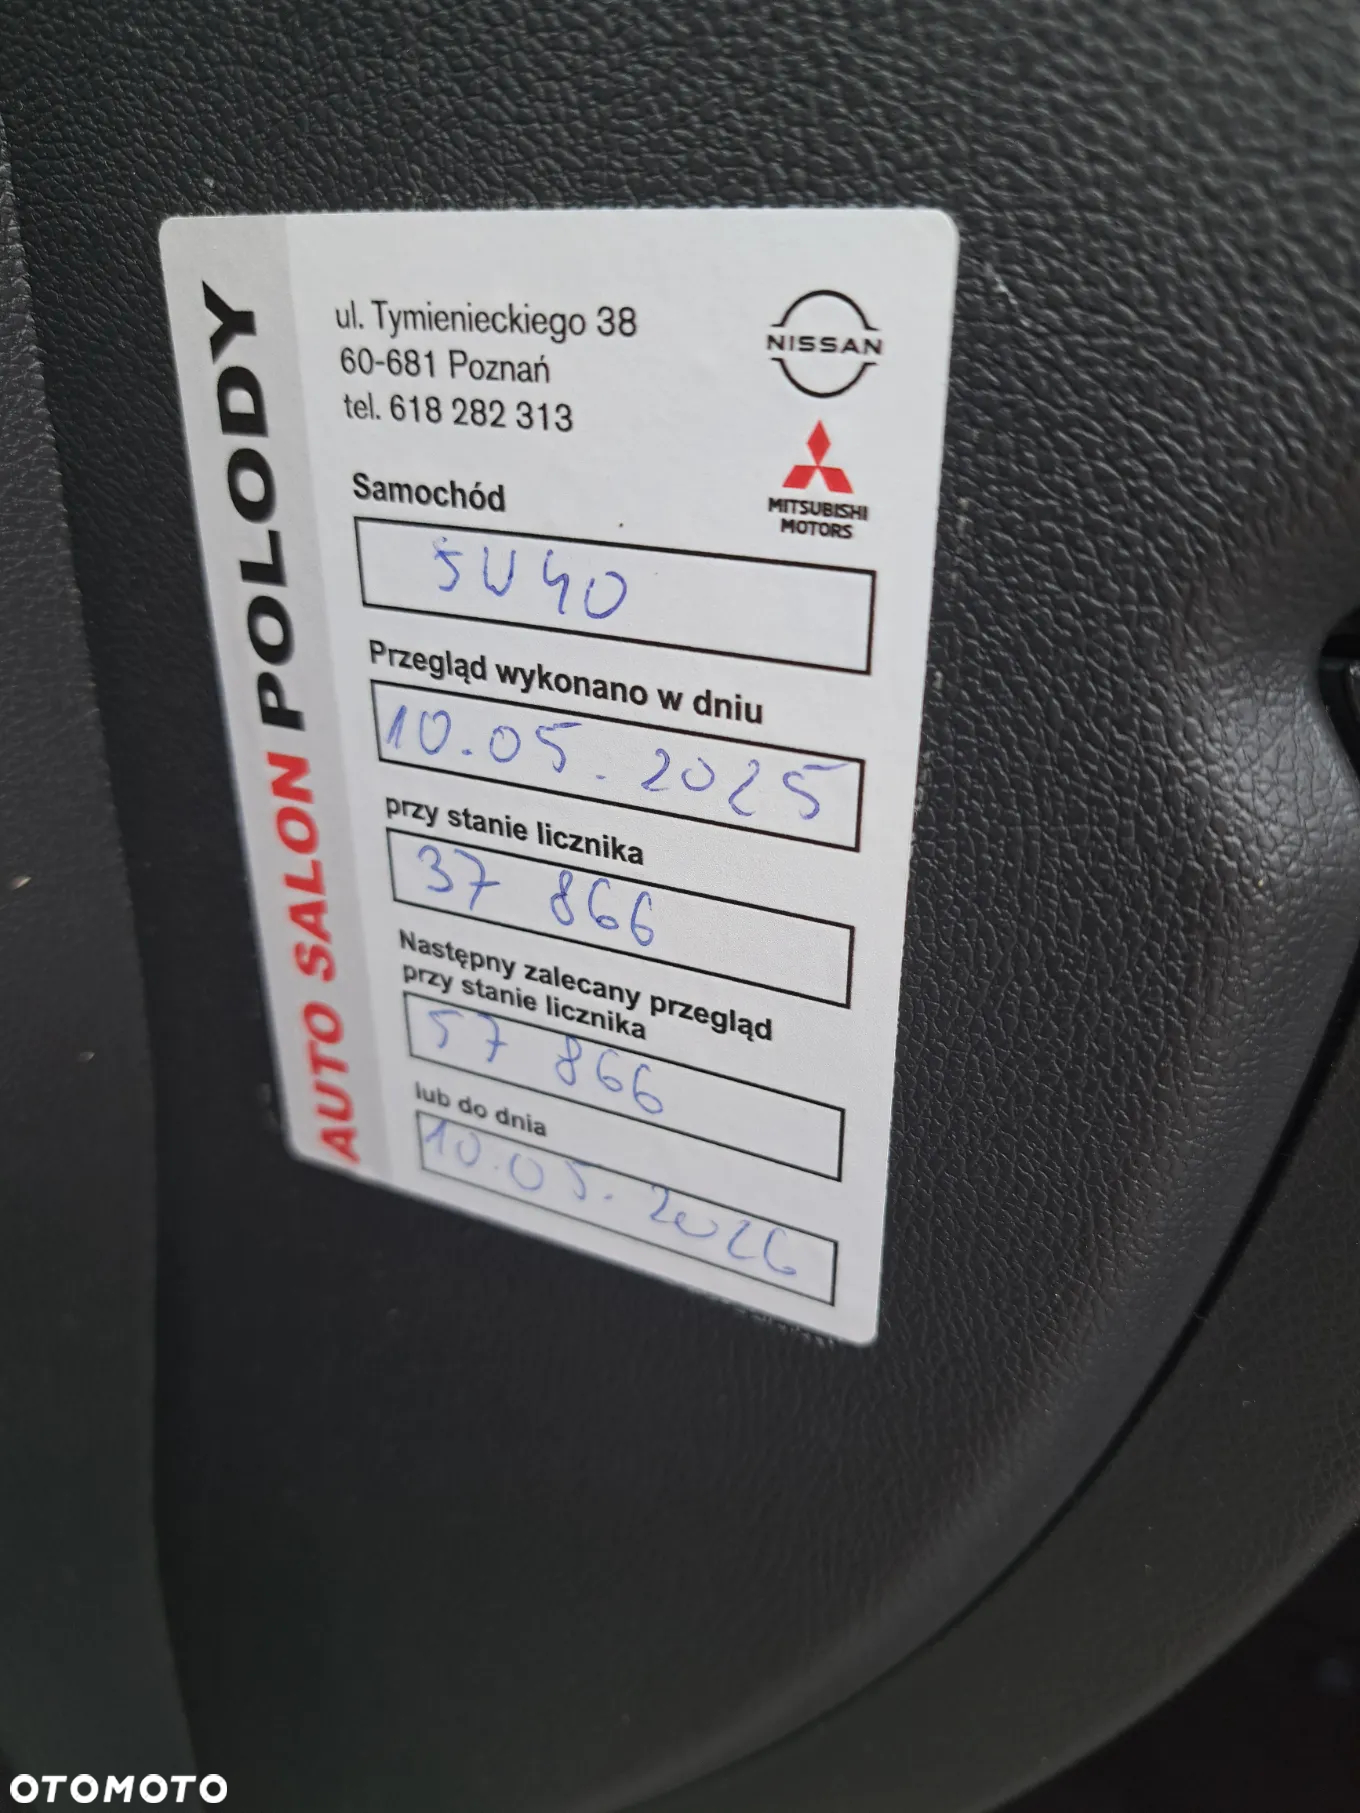 AUTO SALON POLODY
ul. Tymienieckiego 38
60-681 Poznań
tel. 618 282 313
NISSAN
MITSUBISHI
MOTORS
Samochód
5W40
Przegląd wykonano w dniu
10.05.2025
przy stanie licznika
37 866
Następny zalecany przegląd
przy stanie licznika
57 866
lub do dnia
10.05.2026
OTOMOTO